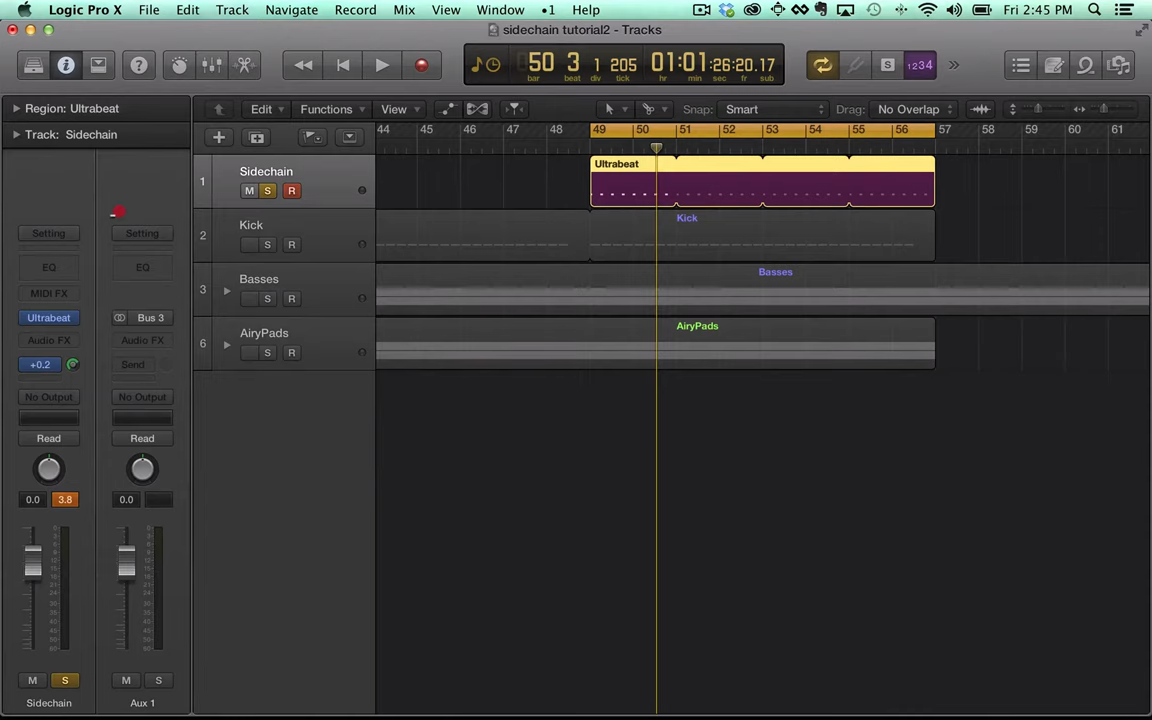 Logic Pro X File Edit Track Navigate Record Mix View Window •1 Help Fri 2:45 PM
sidechain tutorial2 - Tracks
50 3 1 205 01:01:26:20.17
bar beat div tick hr min sec fr sub
1234
Region: Ultrabeat
Edit Functions View Snap: Smart Drag: No Overlap
Track: Sidechain
44 45 46 47 48 49 50 51 52 53 54 55 56 57 58 59 60 61
1 Sidechain
M S R
Ultrabeat
2 Kick
S R
Kick
3 Basses
S R
Basses
6 AiryPads
S R
AiryPads
Setting Setting
EQ EQ
MIDI FX
Ultrabeat Bus 3
Audio FX Audio FX
+0.2 Send
No Output No Output
Read Read
0.0 3.8 0.0
M S M S
Sidechain Aux 1